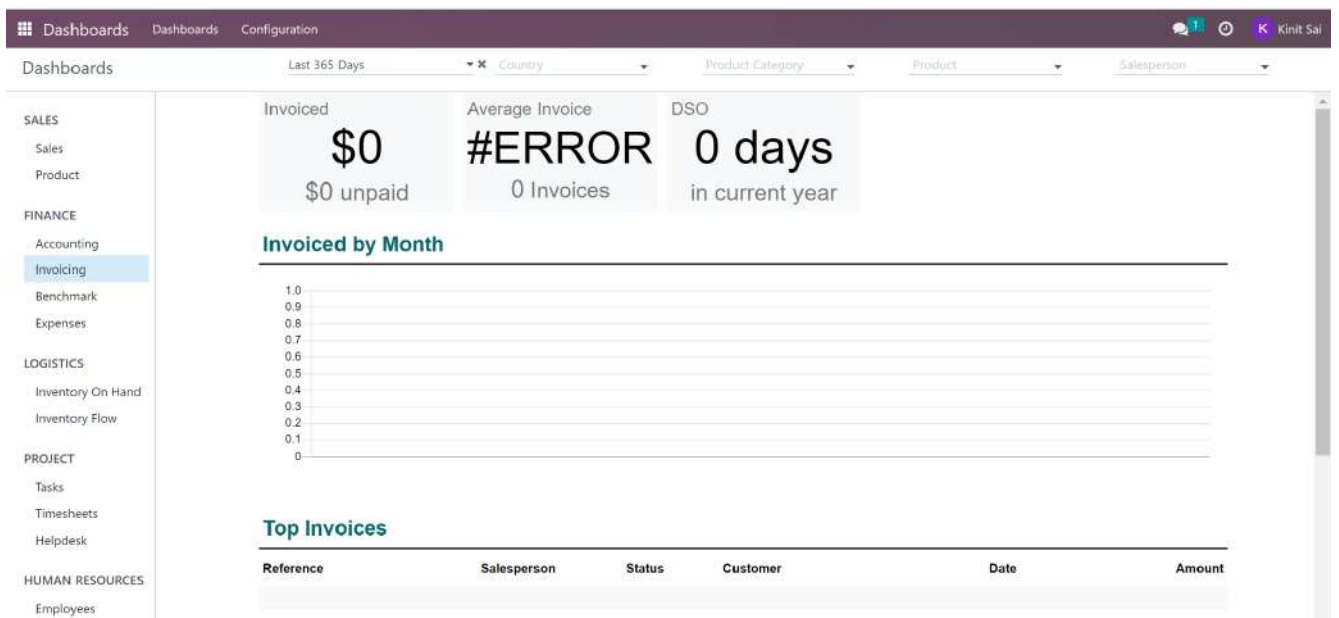 Dashboards Dashboards Configuration 1 K Kinit Sai
Dashboards Last 365 Days Country Product Category Product Salesperson
SALES
Sales
Product
FINANCE
Accounting
Invoicing
Benchmark
Expenses
LOGISTICS
Inventory On Hand
Inventory Flow
PROJECT
Tasks
Timesheets
Helpdesk
HUMAN RESOURCES
Employees
Invoiced
$0
$0 unpaid
Average Invoice
#ERROR
0 Invoices
DSO
0 days
in current year
Invoiced by Month
1.0
0.9
0.8
0.7
0.6
0.5
0.4
0.3
0.2
0.1
0
Top Invoices
Reference Salesperson Status Customer Date Amount